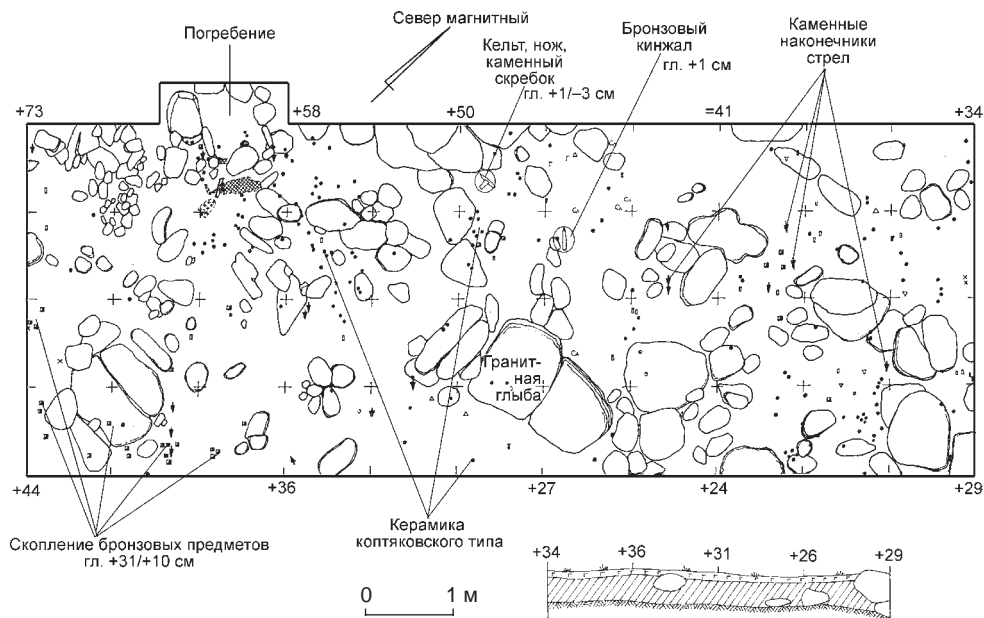 Север магнитный
Погребение
Кельт, нож,
каменный
скребок
гл. +1/–3 см
Бронзовый
кинжал
гл. +1 см
Каменные
наконечники
стрел
+73
+58
+50
=41
+34
Гранит-
ная
глыба
+44
+36
+27
+24
+29
Скопление бронзовых предметов
гл. +31/+10 см
Керамика
коптяковского типа
0 1 м
+34
+36
+31
+26
+29